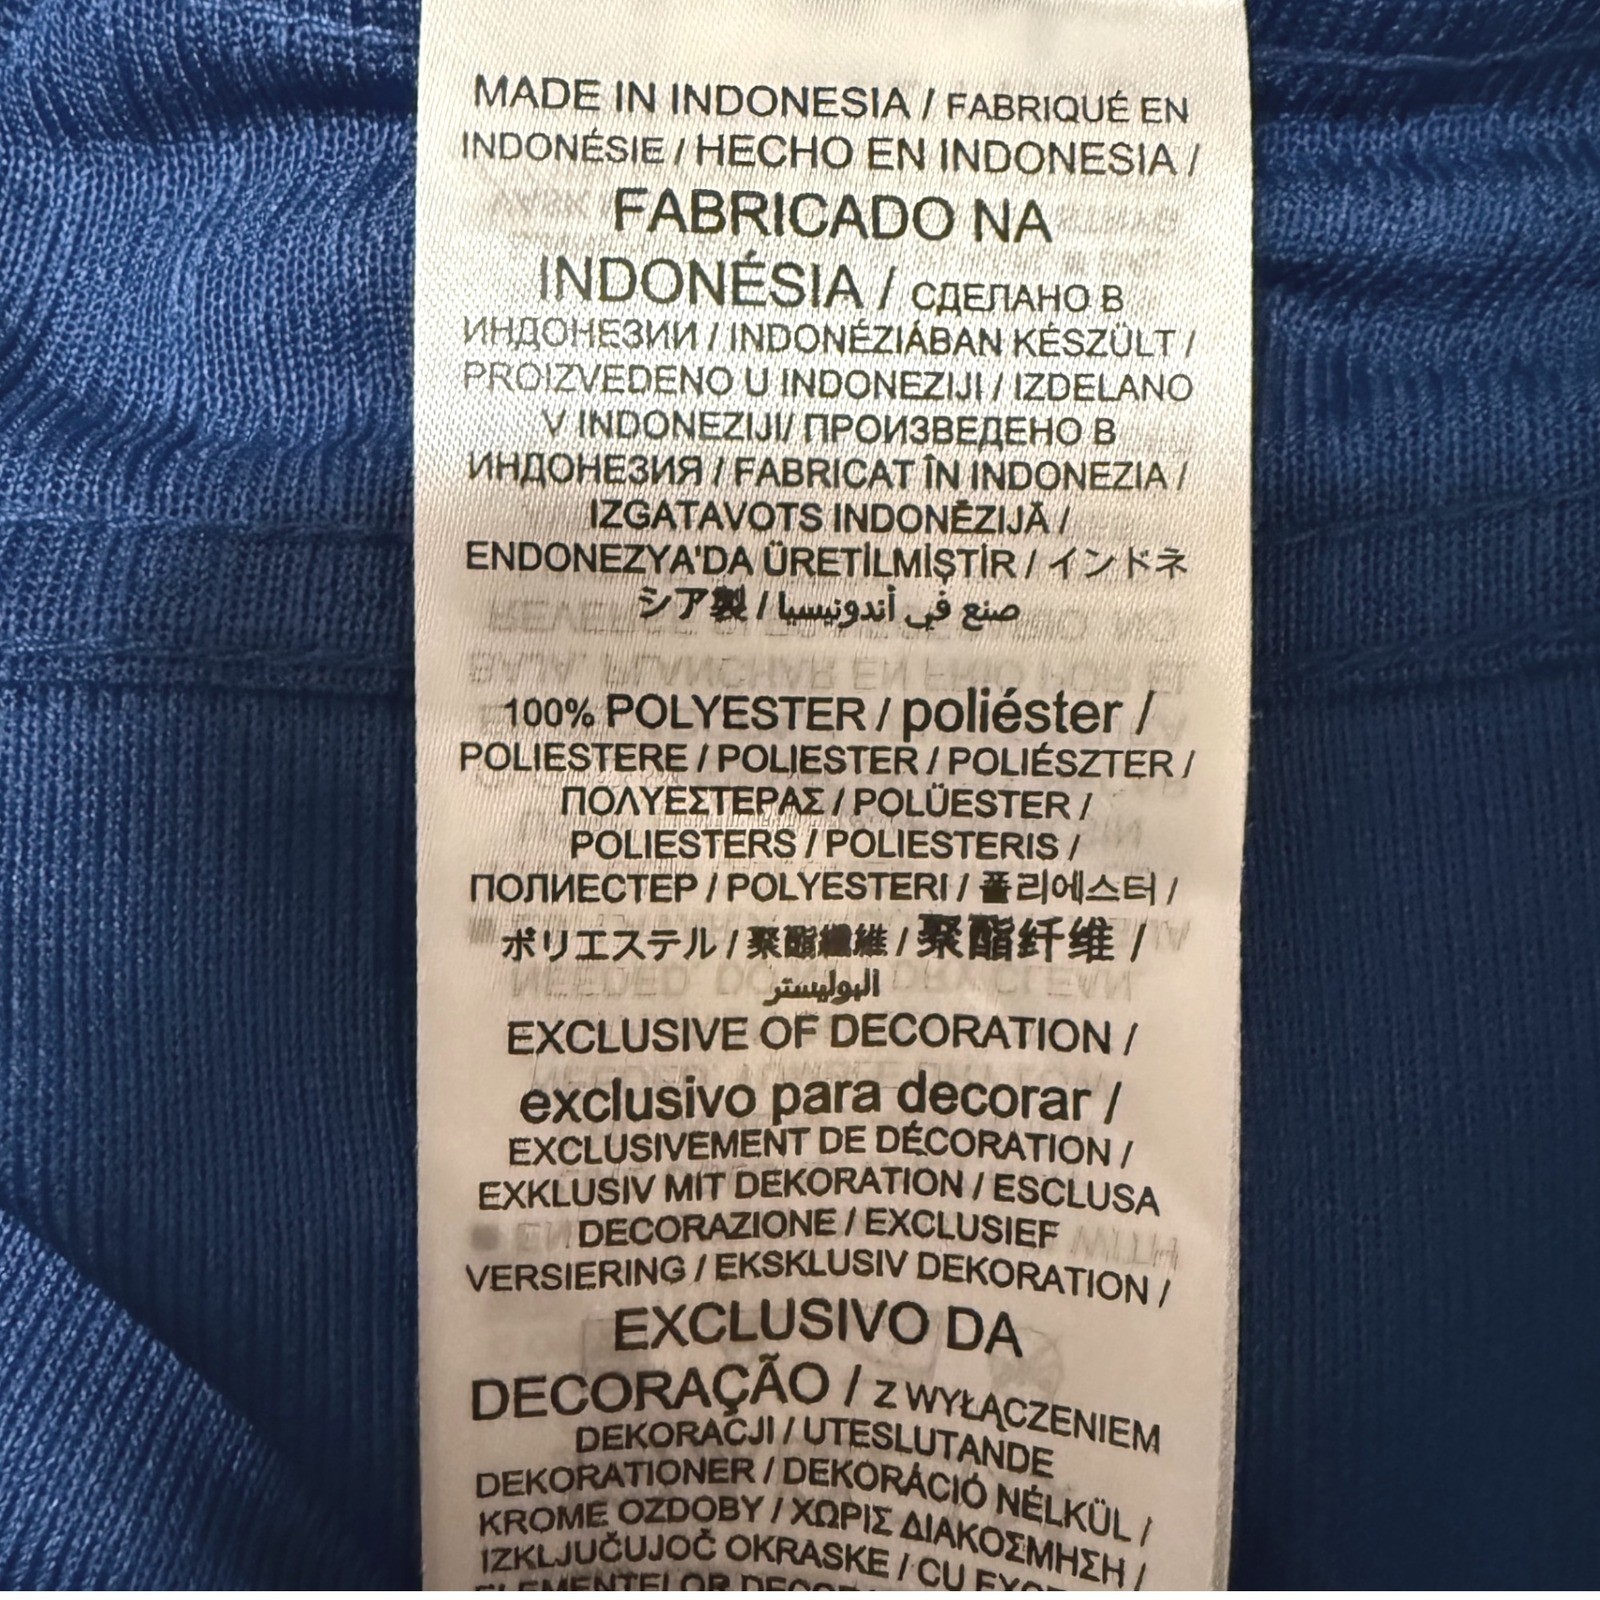 MADE IN INDONESIA / FABRIQUÉ EN
INDONÉSIE / HECHO EN INDONESIA /
FABRICADO NA
INDONÉSIA / СДЕЛАНО В
ИНДОНЕЗИИ / INDONÉZIÁBAN KÉSZÜLT /
PROIZVEDENO U INDONEZIJI / IZDELANO
V INDONEZIJI/ ПРОИЗВЕДЕНО В
ИНДОНЕЗИЯ / FABRICAT ÎN INDONEZIA /
IZGATAVOTS INDONĒZIJĀ /
ENDONEZYA'DA ÜRETİLMİŞTİR / インドネ
シア製 / صنع في أندونيسيا
100% POLYESTER / poliéster /
POLIESTERE / POLIESTER / POLIÉSZTER /
ΠΟΛΥΕΣΤΕΡΑΣ / POLÜESTER /
POLIESTERS / POLIESTERIS /
ПОЛИЕСТЕР / POLYESTERI / 폴리에스터 /
ポリエステル / 聚酯纖維 / 聚酯纤维 /
البوليستر
EXCLUSIVE OF DECORATION /
exclusivo para decorar /
EXCLUSIVEMENT DE DÉCORATION /
EXKLUSIV MIT DEKORATION / ESCLUSA
DECORAZIONE / EXCLUSIEF
VERSIERING / EKSKLUSIV DEKORATION /
EXCLUSIVO DA
DECORAÇÃO / Z WYŁĄCZENIEM
DEKORACJI / UTESLUTANDE
DEKORATIONER / DEKORÁCIÓ NÉLKÜL /
KROME OZDOBY / ΧΩΡΙΣ ΔΙΑΚΟΣΜΗΣΗ /
IZKLJUČUJOČ OKRASKE / CU